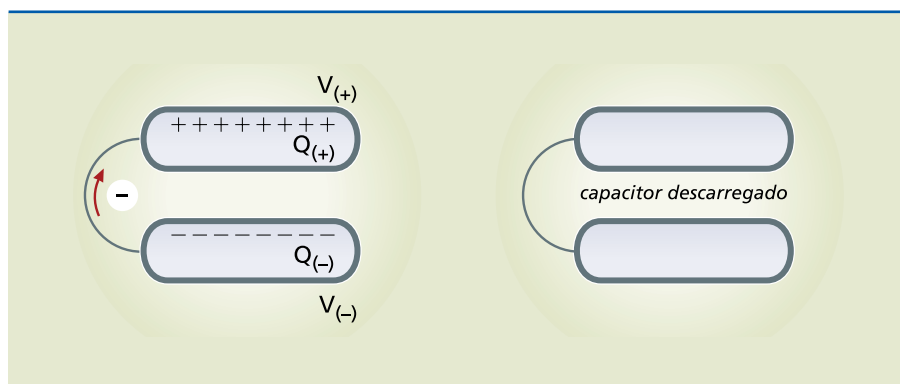 V(+)
+ + + + + + + +
Q(+)
–
– – – – – – – –
Q(–)
V(–)
capacitor descarregado